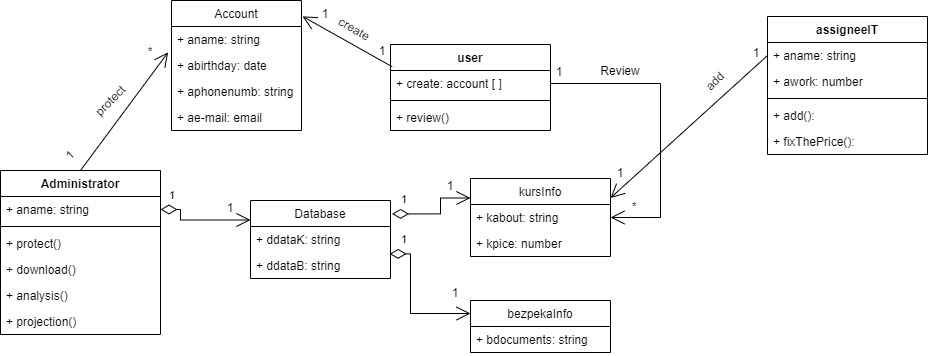 Account
+ aname: string
+ abirthday: date
+ aphonenumb: string
+ ae-mail: email
1
create
1
user
+ create: account [ ]
+ review()
1
Review
*
assigneeIT
+ aname: string
+ awork: number
+ add():
+ fixThePrice():
1
add
1
*
protect
1
Administrator
+ aname: string
+ protect()
+ download()
+ analysis()
+ projection()
1
1
Database
+ ddataK: string
+ ddataB: string
1
1
kursInfo
+ kabout: string
+ kpice: number
1
1
bezpekaInfo
+ bdocuments: string